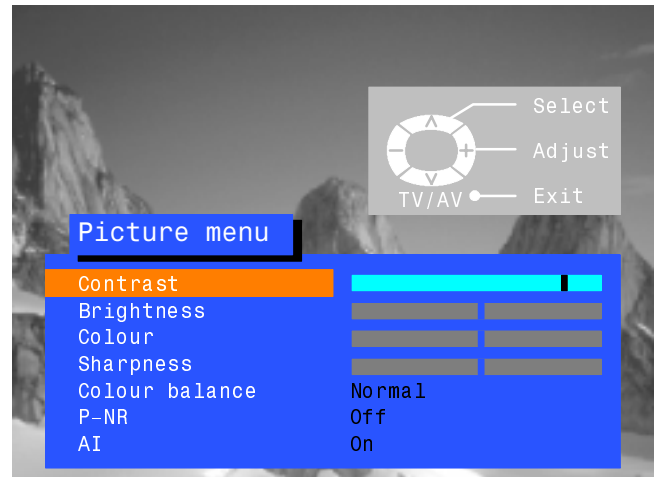 Select
Adjust
TV/AV Exit
Picture menu
Contrast
Brightness
Colour
Sharpness
Colour balance Normal
P-NR Off
AI On